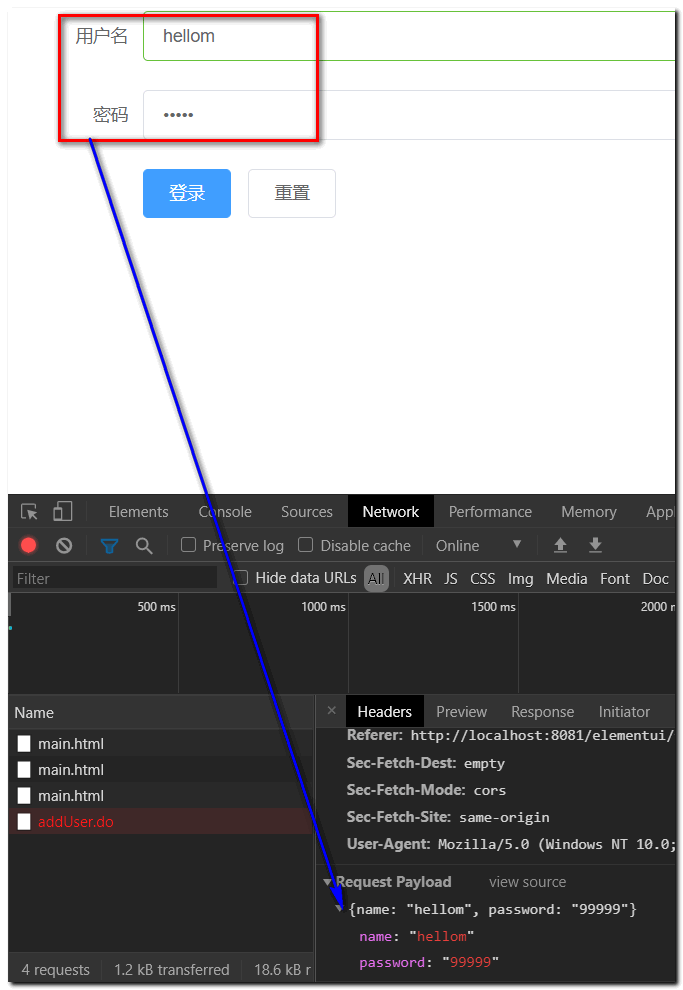 用户名 hellom
密码 •••••
登录 重置
Elements Console Sources Network Performance Memory Appl
Preserve log Disable cache Online
Filter Hide data URLs All XHR JS CSS Img Media Font Doc
500 ms 1000 ms 1500 ms 2000 m
Name
main.html
main.html
main.html
addUser.do
4 requests 1.2 kB transferred 18.6 kB r
× Headers Preview Response Initiator
Referer: http://localhost:8081/elementui/
Sec-Fetch-Dest: empty
Sec-Fetch-Mode: cors
Sec-Fetch-Site: same-origin
User-Agent: Mozilla/5.0 (Windows NT 10.0;
Request Payload view source
{name: "hellom", password: "99999"}
name: "hellom"
password: "99999"